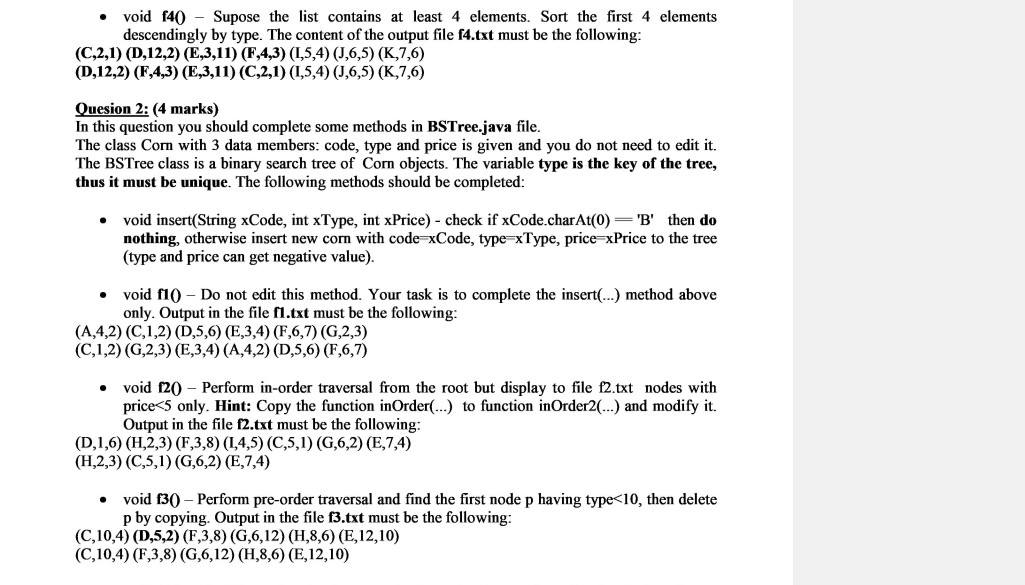 • void f4() – Supose the list contains at least 4 elements. Sort the first 4 elements
descendingly by type. The content of the output file f4.txt must be the following:
(C,2,1) (D,12,2) (E,3,11) (F,4,3) (I,5,4) (J,6,5) (K,7,6)
(D,12,2) (F,4,3) (E,3,11) (C,2,1) (I,5,4) (J,6,5) (K,7,6)
Quesion 2: (4 marks)
In this question you should complete some methods in BSTree.java file.
The class Corn with 3 data members: code, type and price is given and you do not need to edit it.
The BSTree class is a binary search tree of Corn objects. The variable type is the key of the tree,
thus it must be unique. The following methods should be completed:
• void insert(String xCode, int xType, int xPrice) - check if xCode.charAt(0) == 'B' then do
nothing, otherwise insert new corn with code=xCode, type=xType, price=xPrice to the tree
(type and price can get negative value).
• void f1() – Do not edit this method. Your task is to complete the insert(...) method above
only. Output in the file f1.txt must be the following:
(A,4,2) (C,1,2) (D,5,6) (E,3,4) (F,6,7) (G,2,3)
(C,1,2) (G,2,3) (E,3,4) (A,4,2) (D,5,6) (F,6,7)
• void f2() – Perform in-order traversal from the root but display to file f2.txt nodes with
price<5 only. Hint: Copy the function inOrder(...) to function inOrder2(...) and modify it.
Output in the file f2.txt must be the following:
(D,1,6) (H,2,3) (F,3,8) (I,4,5) (C,5,1) (G,6,2) (E,7,4)
(H,2,3) (C,5,1) (G,6,2) (E,7,4)
• void f3() – Perform pre-order traversal and find the first node p having type<10, then delete
p by copying. Output in the file f3.txt must be the following:
(C,10,4) (D,5,2) (F,3,8) (G,6,12) (H,8,6) (E,12,10)
(C,10,4) (F,3,8) (G,6,12) (H,8,6) (E,12,10)